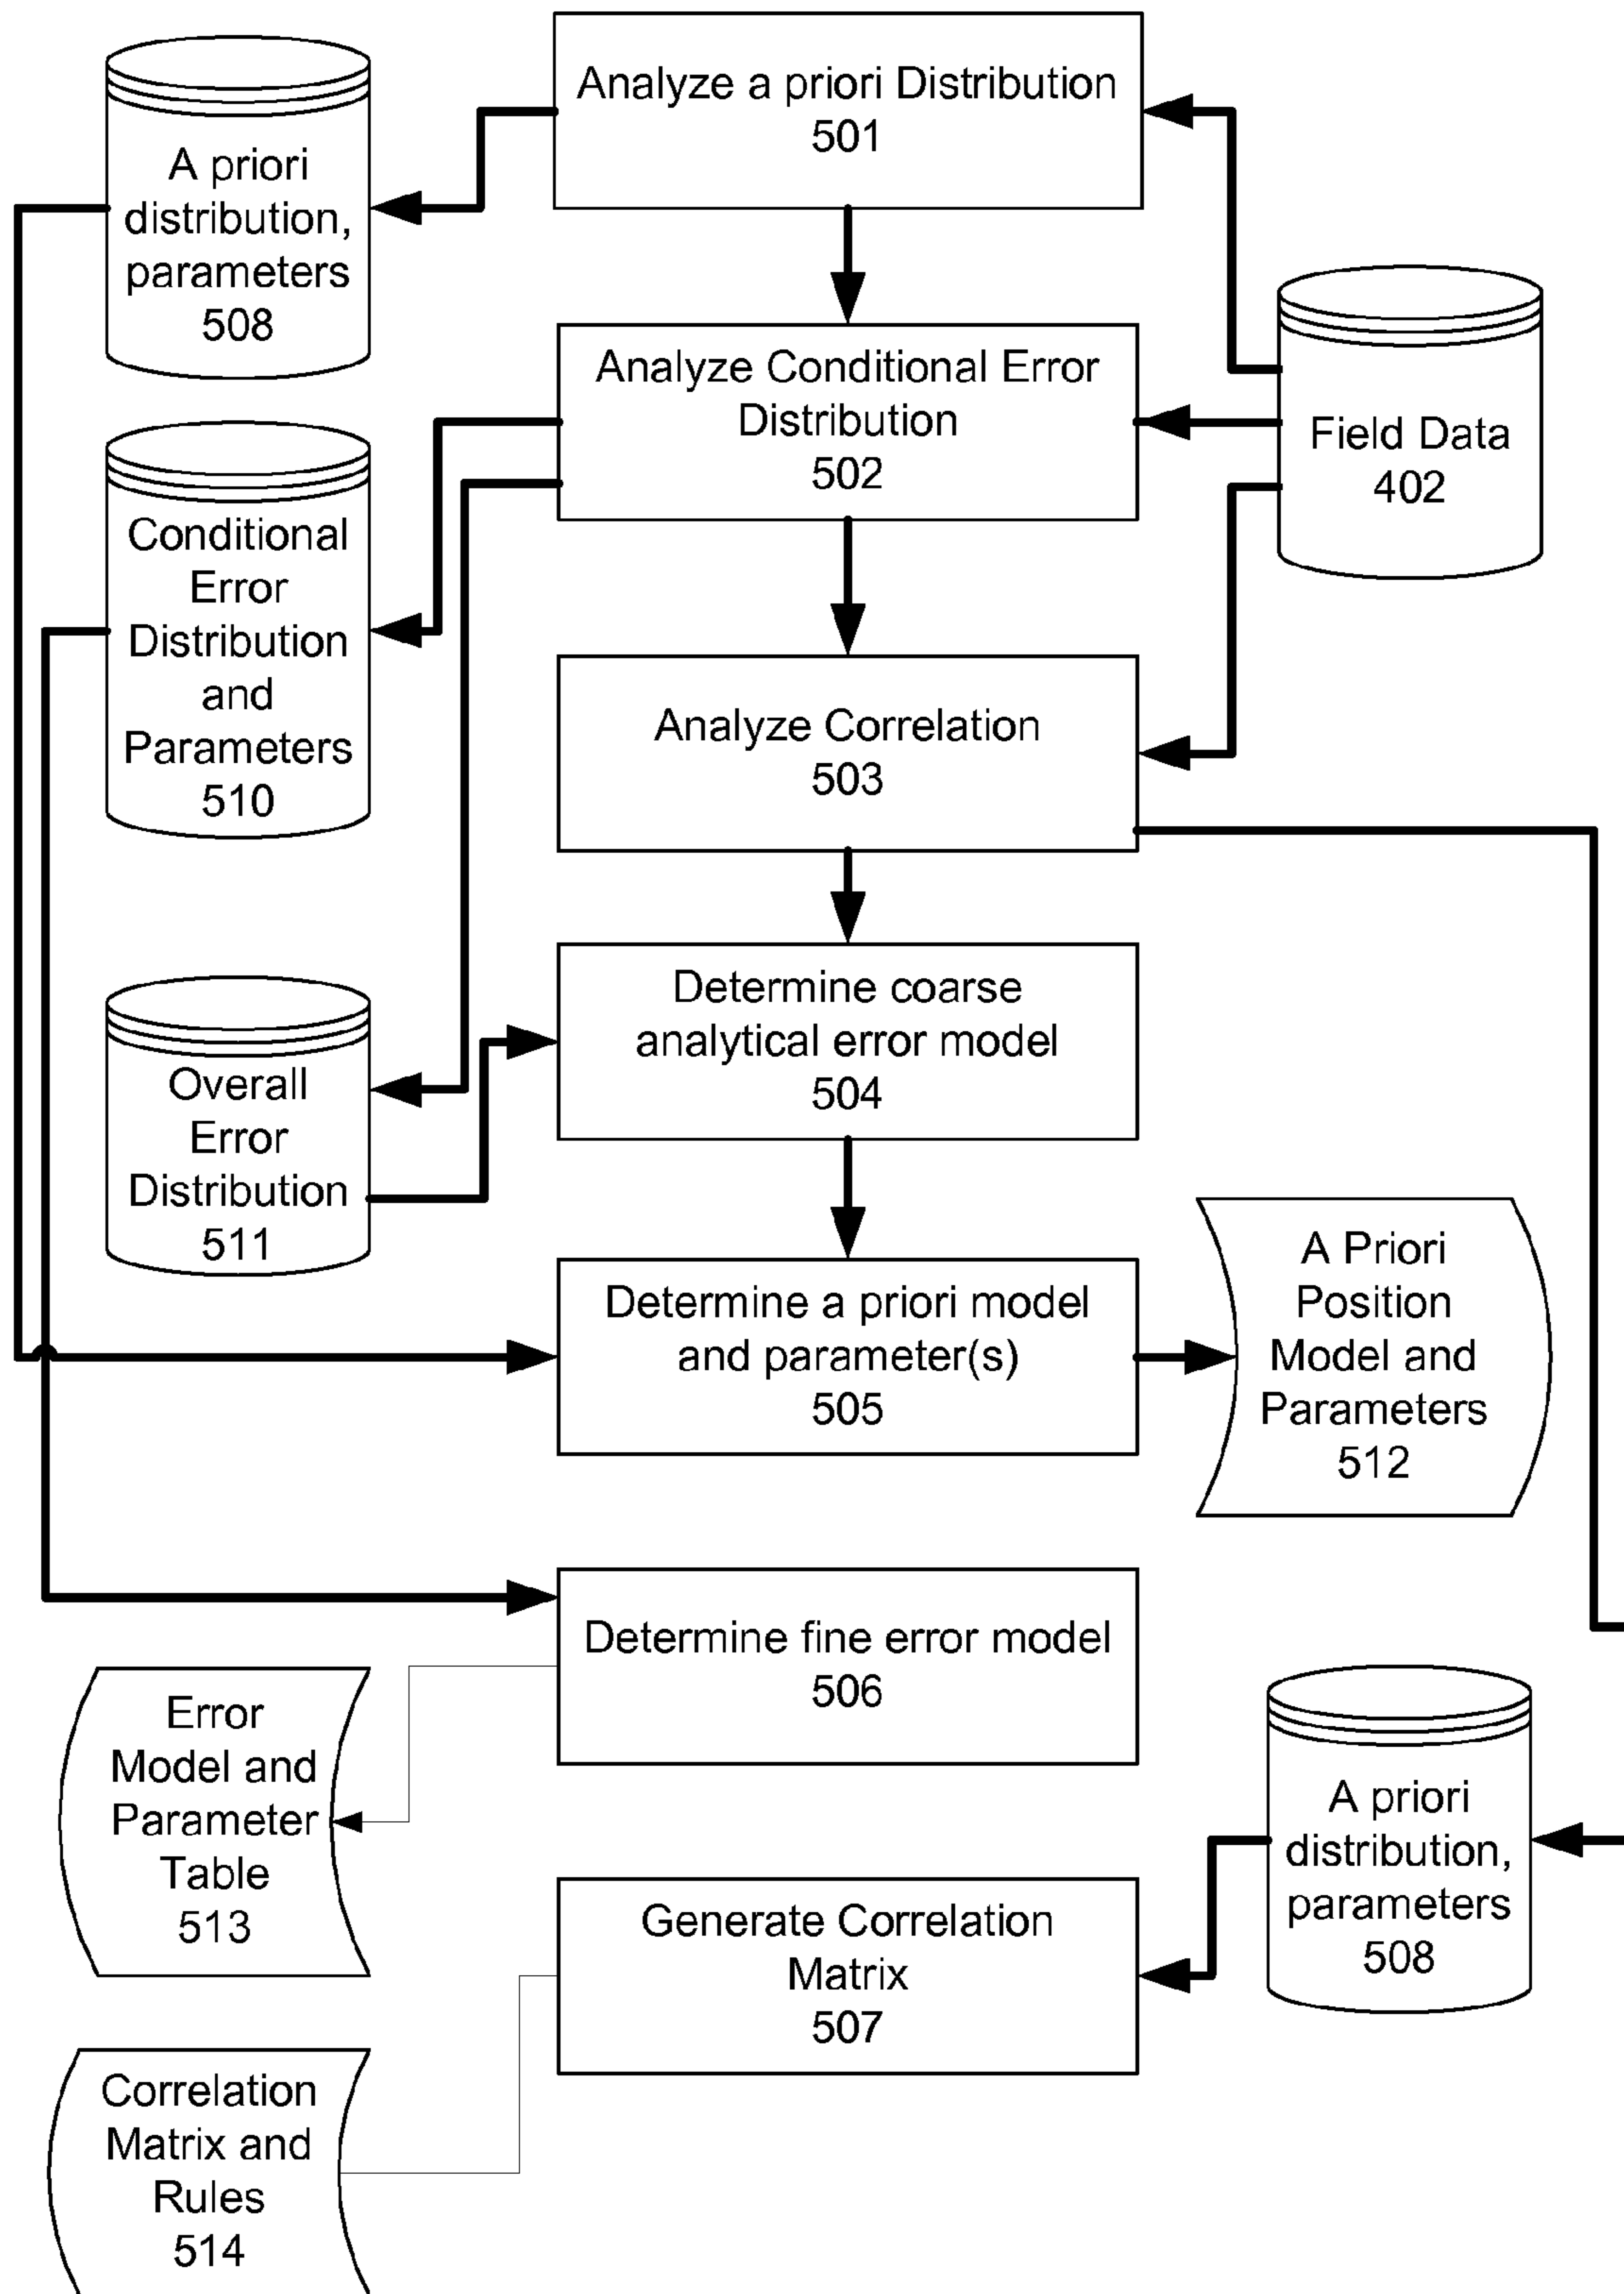 Analyze a priori Distribution
501
A priori
distribution,
parameters
508
Analyze Conditional Error
Distribution
502
Field Data
402
Conditional
Error
Distribution
and
Parameters
510
Analyze Correlation
503
Determine coarse
analytical error model
504
Overall
Error
Distribution
511
Determine a priori model
and parameter(s)
505
A Priori
Position
Model and
Parameters
512
Determine fine error model
506
Error
Model and
Parameter
Table
513
A priori
distribution,
parameters
508
Generate Correlation
Matrix
507
Correlation
Matrix and
Rules
514